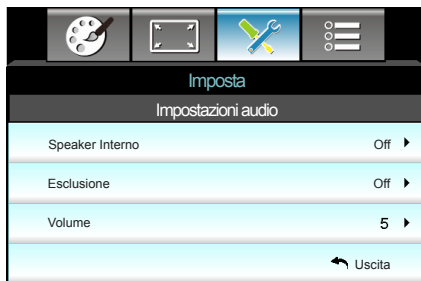 Imposta
Impostazioni audio
Speaker Interno Off
Esclusione Off
Volume 5
Uscita